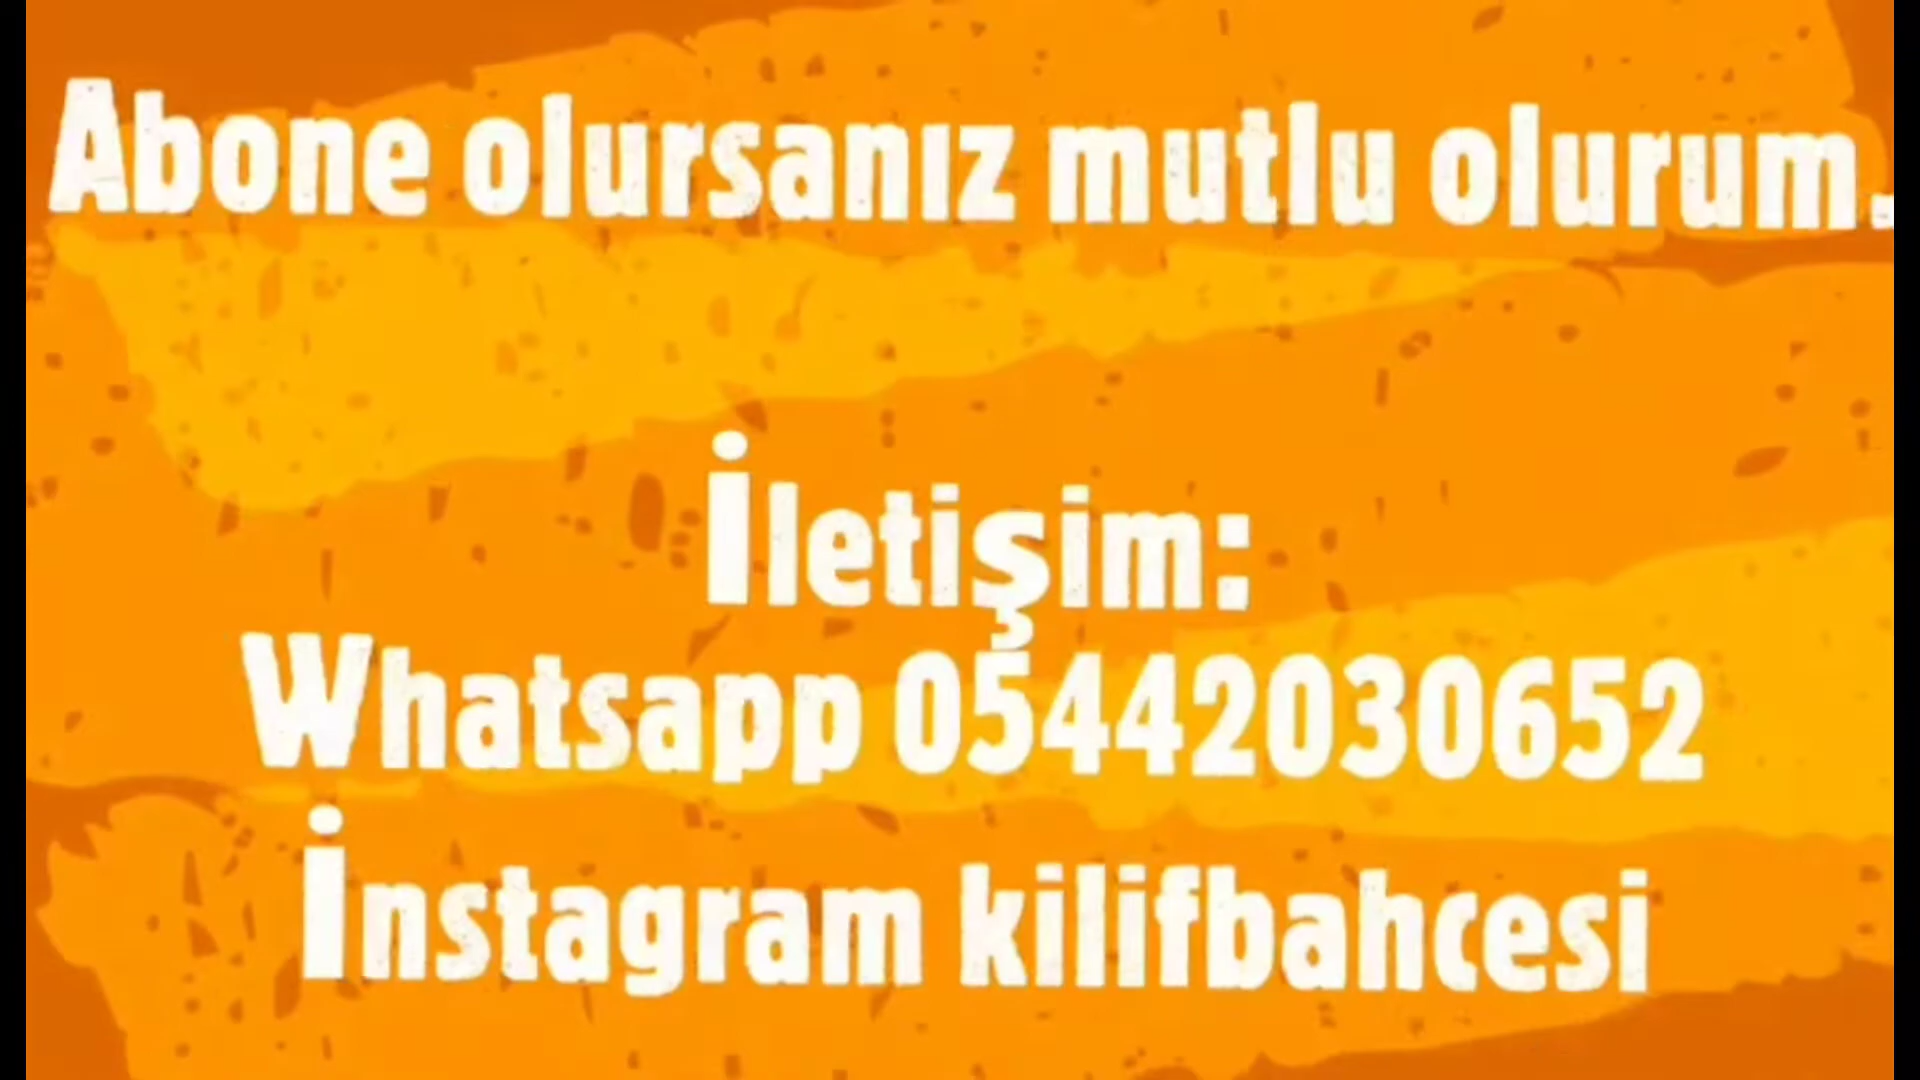 Abone olursanız mutlu olurum.
İletişim:
Whatsapp 05442030652
İnstagram kilifbahcesi